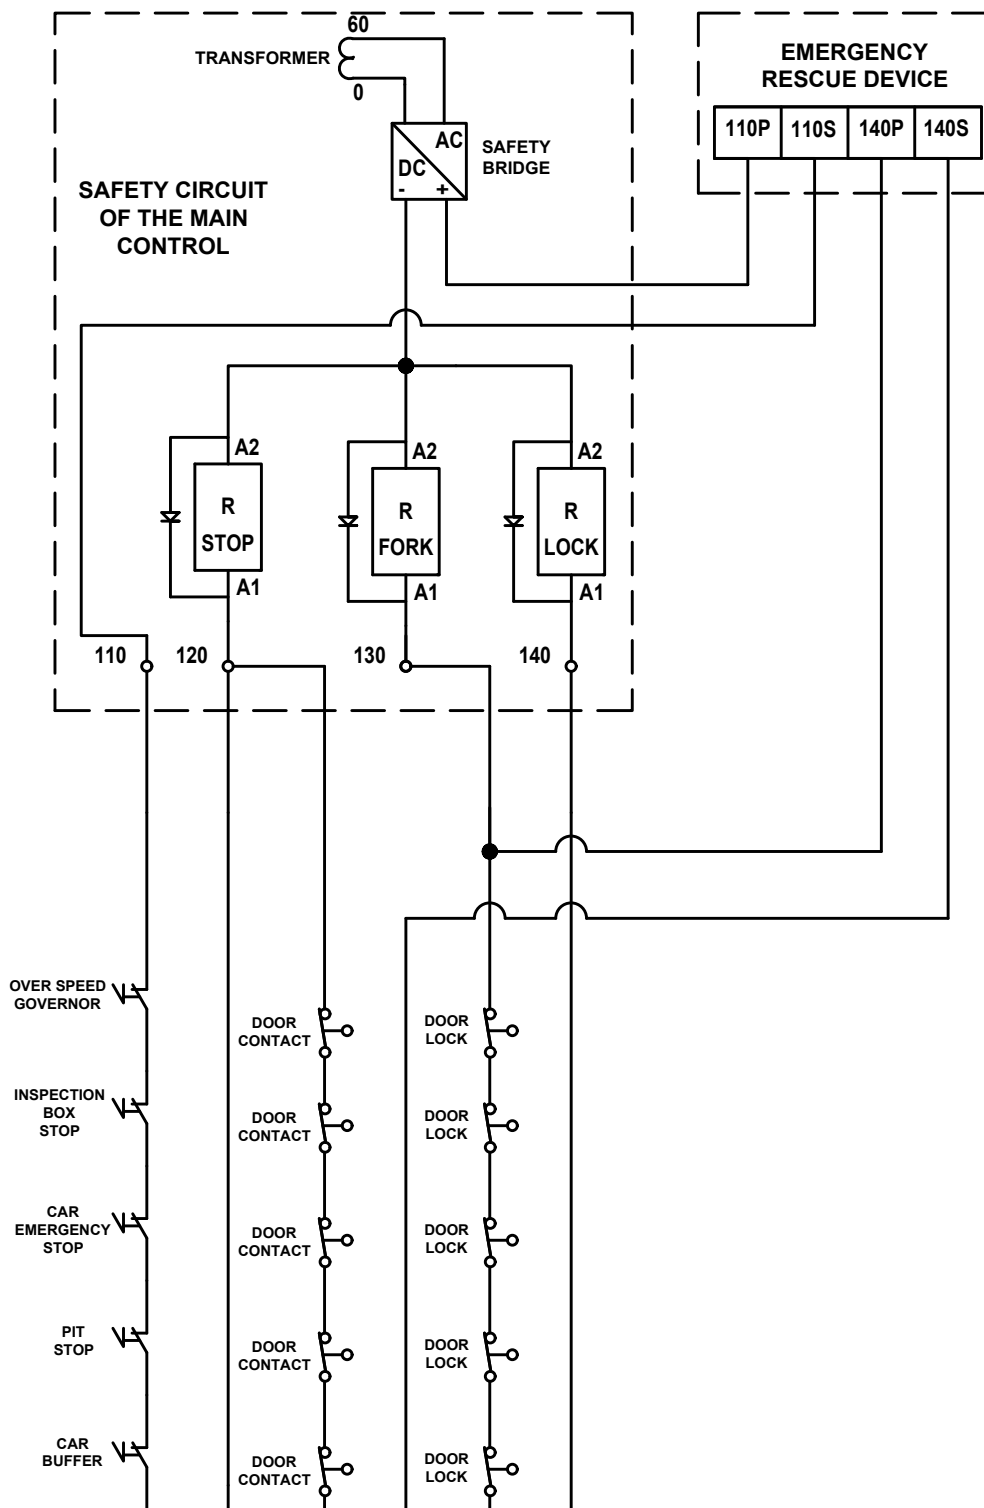 60
TRANSFORMER
0
AC
DC
- +
SAFETY
BRIDGE
EMERGENCY
RESCUE DEVICE
110P 110S 140P 140S
SAFETY CIRCUIT
OF THE MAIN
CONTROL
A2
R
STOP
A1
A2
R
FORK
A1
A2
R
LOCK
A1
110 120 130 140
OVER SPEED
GOVERNOR
DOOR
CONTACT
DOOR
LOCK
INSPECTION
BOX
STOP
DOOR
CONTACT
DOOR
LOCK
CAR
EMERGENCY
STOP
DOOR
CONTACT
DOOR
LOCK
PIT
STOP
DOOR
CONTACT
DOOR
LOCK
CAR
BUFFER
DOOR
CONTACT
DOOR
LOCK